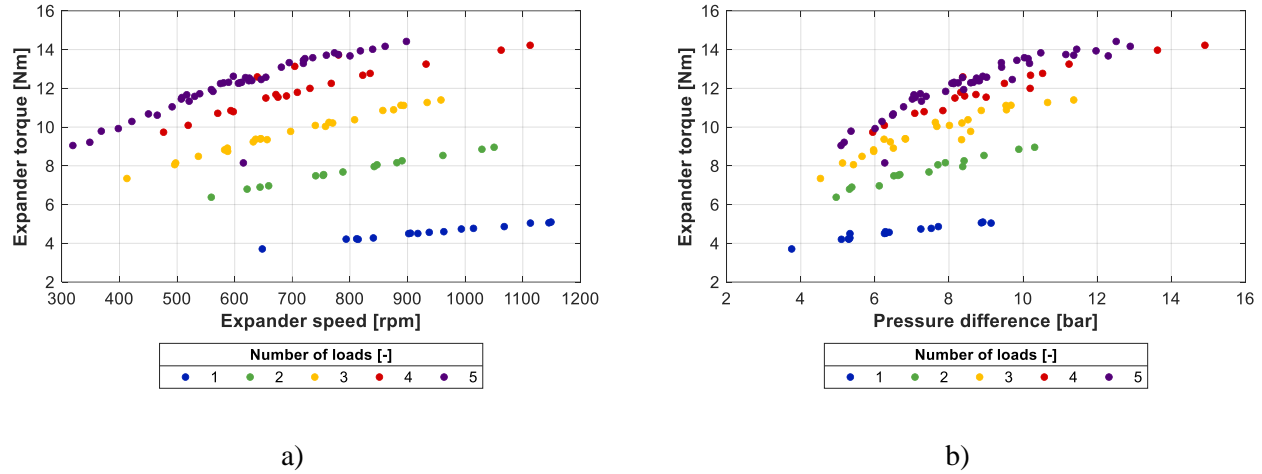 16
14
12
10
8
6
4
2
Expander torque [Nm]
300 400 500 600 700 800 900 1000 1100 1200
Expander speed [rpm]
Number of loads [-]
1 2 3 4 5
a)
16
14
12
10
8
6
4
2
Expander torque [Nm]
2 4 6 8 10 12 14 16
Pressure difference [bar]
Number of loads [-]
1 2 3 4 5
b)